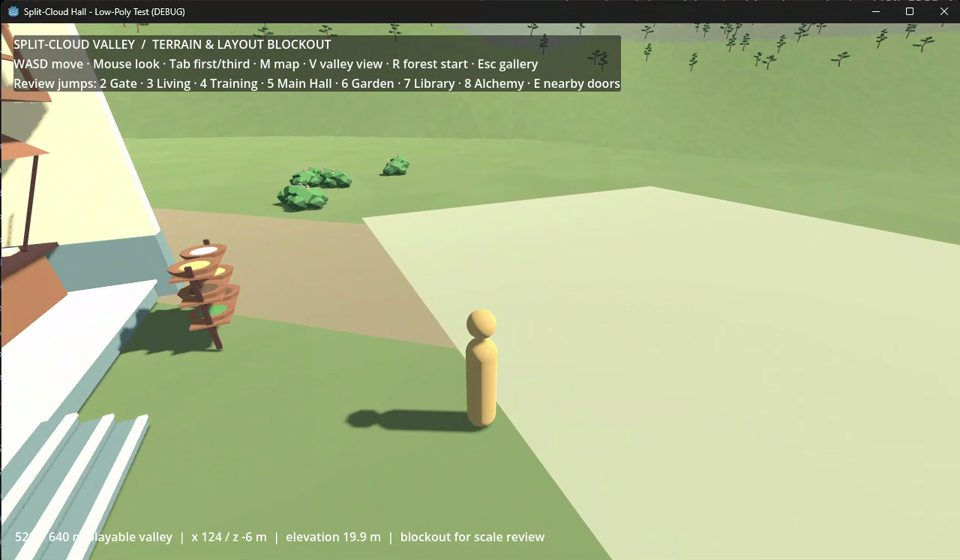 Split-Cloud Hall - Low-Poly Test (DEBUG)
SPLIT-CLOUD VALLEY / TERRAIN & LAYOUT BLOCKOUT
WASD move · Mouse look · Tab first/third · M map · V valley view · R forest start · Esc gallery
Review jumps: 2 Gate · 3 Living · 4 Training · 5 Main Hall · 6 Garden · 7 Library · 8 Alchemy · E nearby doors
640 m playable valley | x 124 / z -6 m | elevation 19.9 m | blockout for scale review